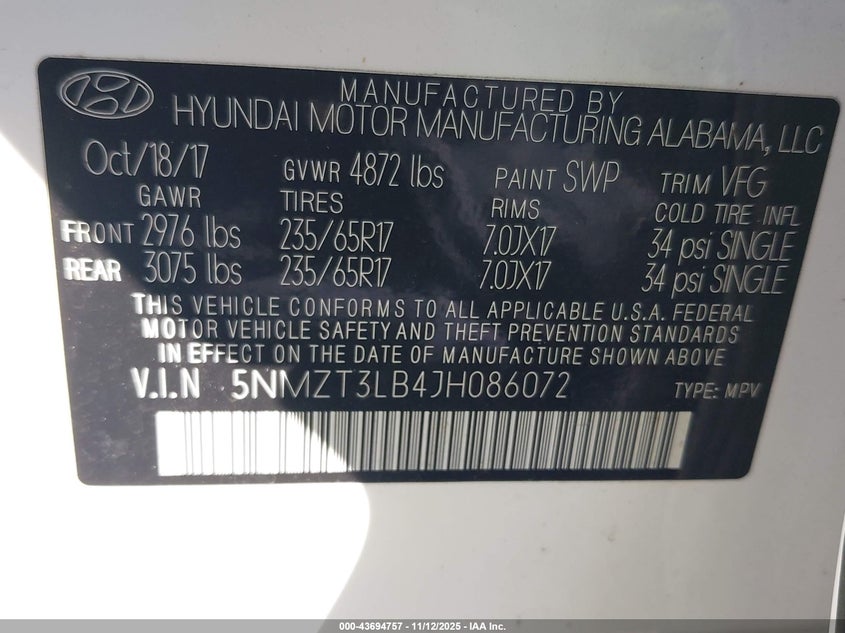 MANUFACTURED BY
HYUNDAI MOTOR MANUFACTURING ALABAMA, LLC
Oct/18/17 GVWR 4872 lbs PAINT SWP TRIM VFG
GAWR TIRES RIMS COLD TIRE INFL
FRONT 2976 lbs 235/65R17 7.0JX17 34 psi SINGLE
REAR 3075 lbs 235/65R17 7.0JX17 34 psi SINGLE
THIS VEHICLE CONFORMS TO ALL APPLICABLE U.S.A. FEDERAL
MOTOR VEHICLE SAFETY AND THEFT PREVENTION STANDARDS
IN EFFECT ON THE DATE OF MANUFACTURE SHOWN ABOVE
V.I.N 5NMZT3LB4JH086072 TYPE: MPV
000-43694757 - 11/12/2025 - IAA Inc.